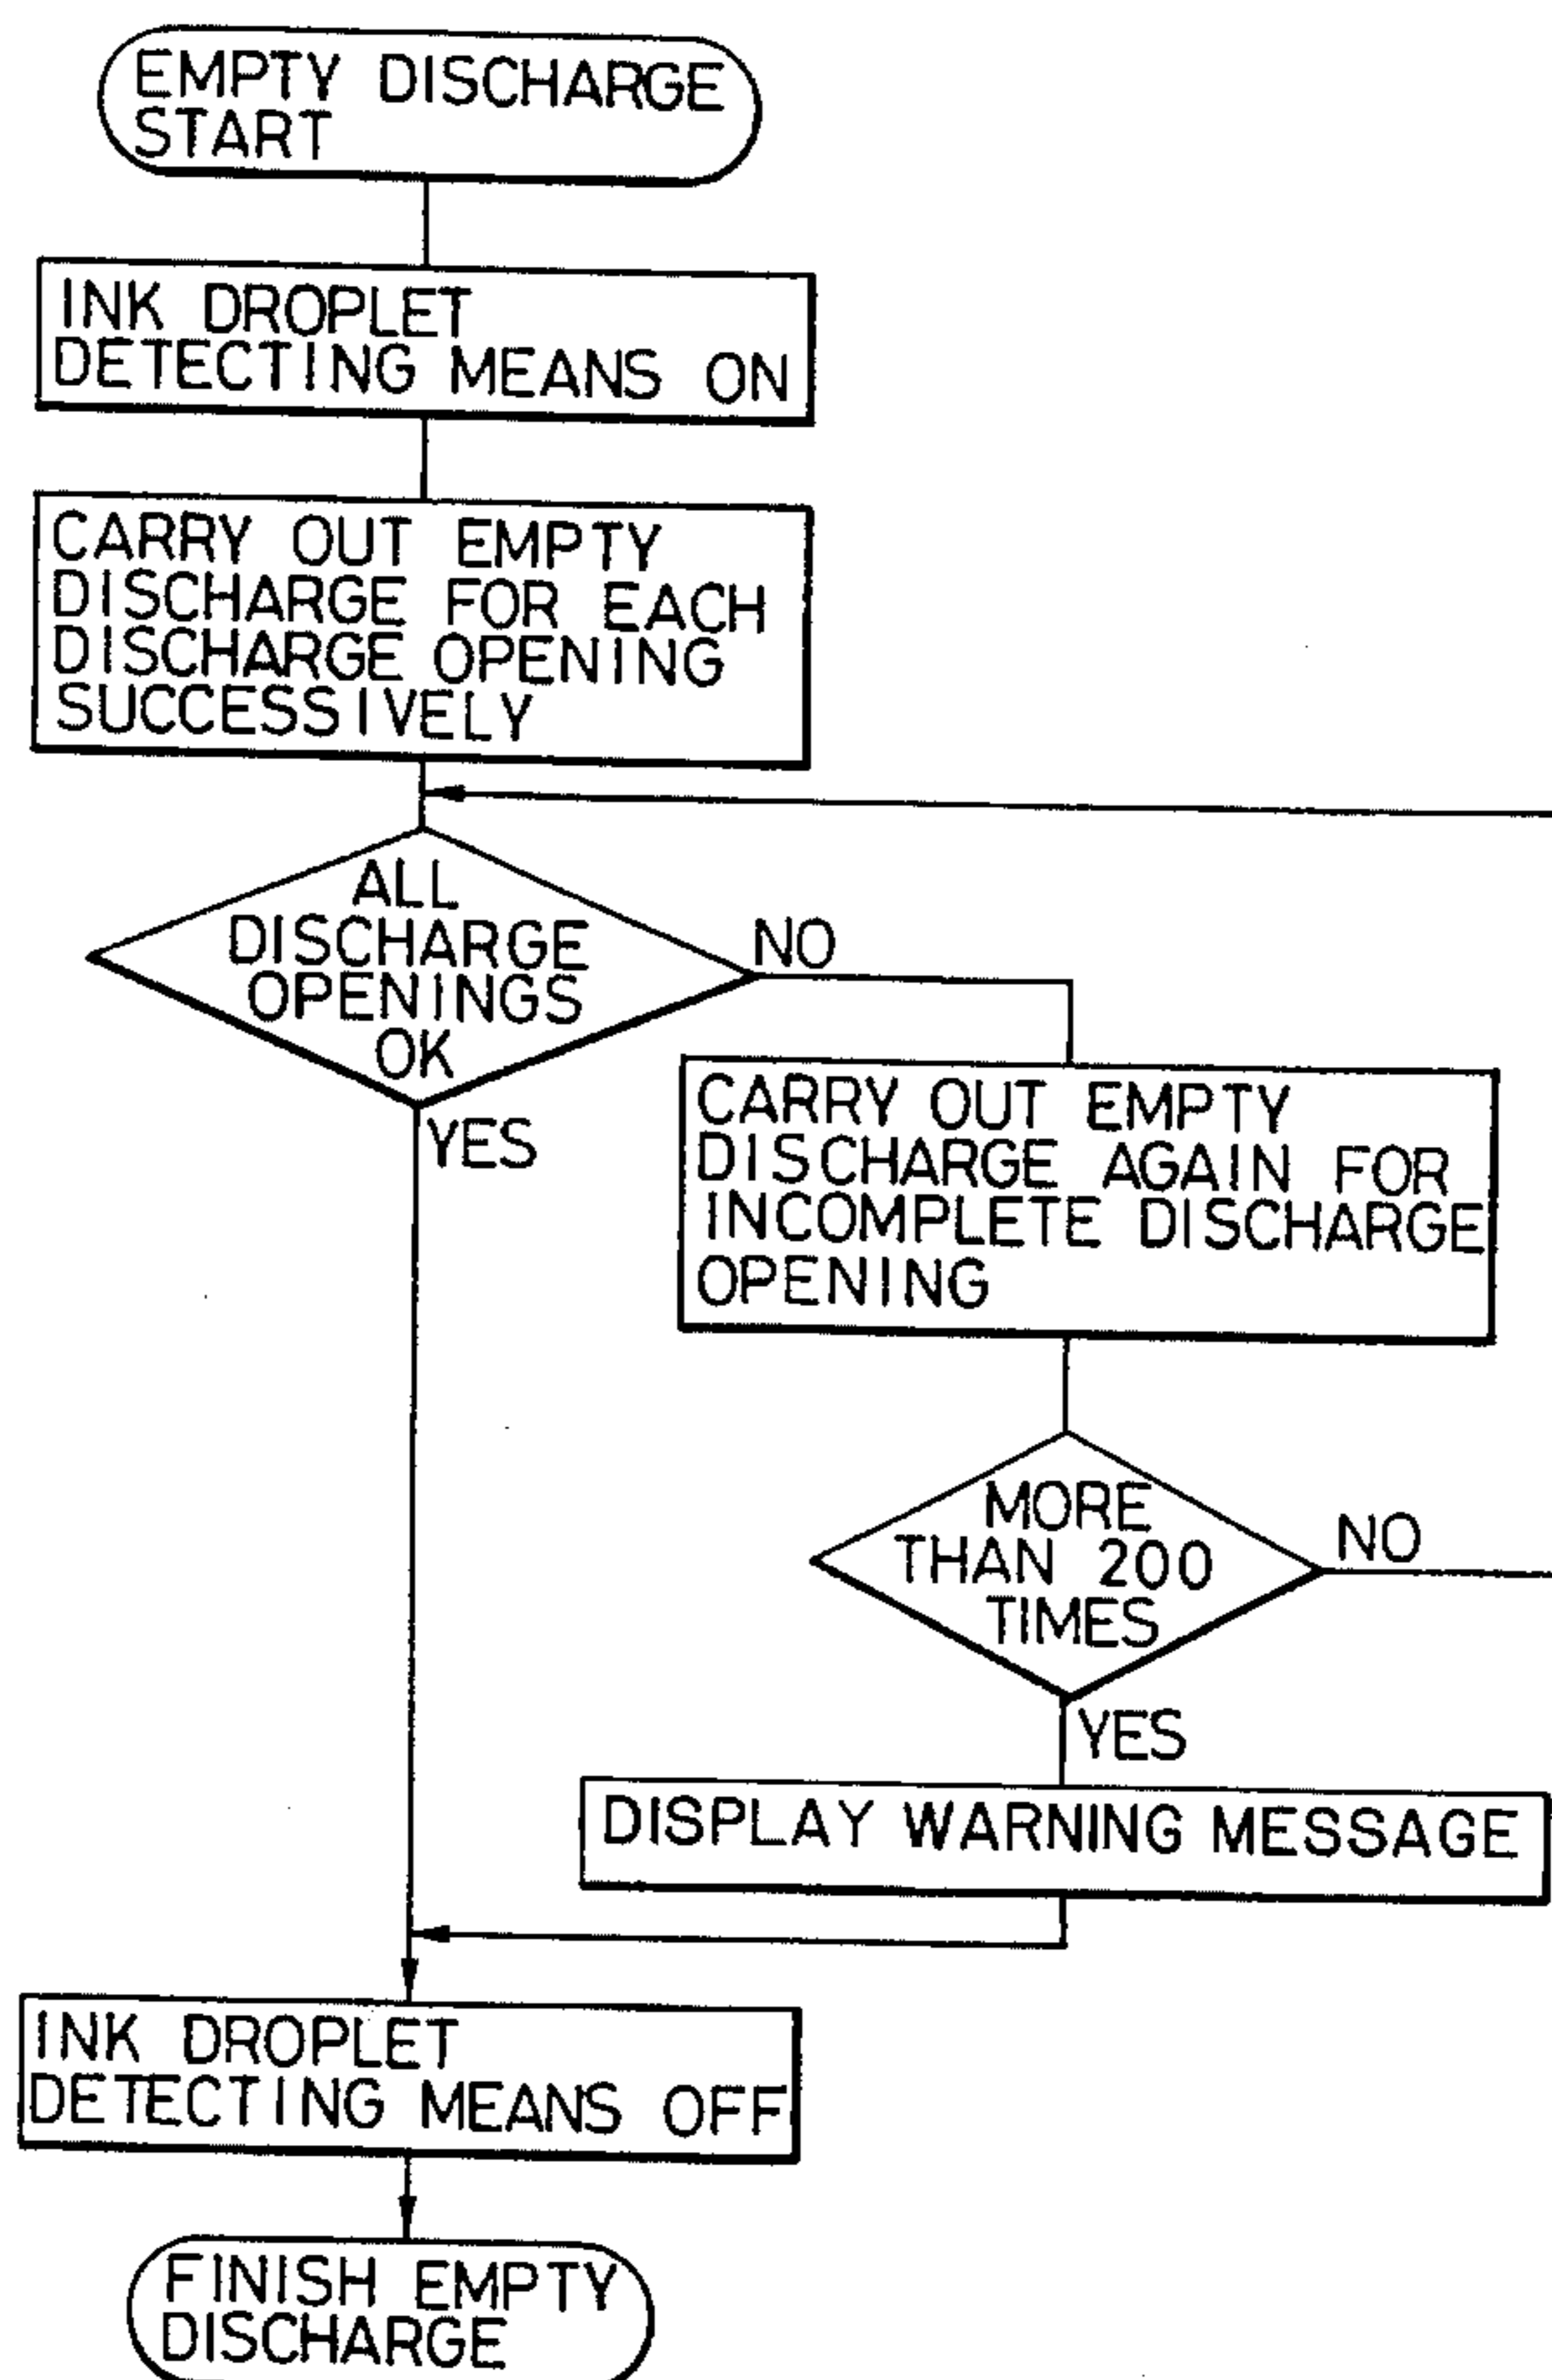 EMPTY DISCHARGE
START
INK DROPLET
DETECTING MEANS ON
CARRY OUT EMPTY
DISCHARGE FOR EACH
DISCHARGE OPENING
SUCCESSIVELY
ALL
DISCHARGE
OPENINGS
OK
NO
YES
CARRY OUT EMPTY
DISCHARGE AGAIN FOR
INCOMPLETE DISCHARGE
OPENING
MORE
THAN 200
TIMES
NO
YES
DISPLAY WARNING MESSAGE
INK DROPLET
DETECTING MEANS OFF
FINISH EMPTY
DISCHARGE